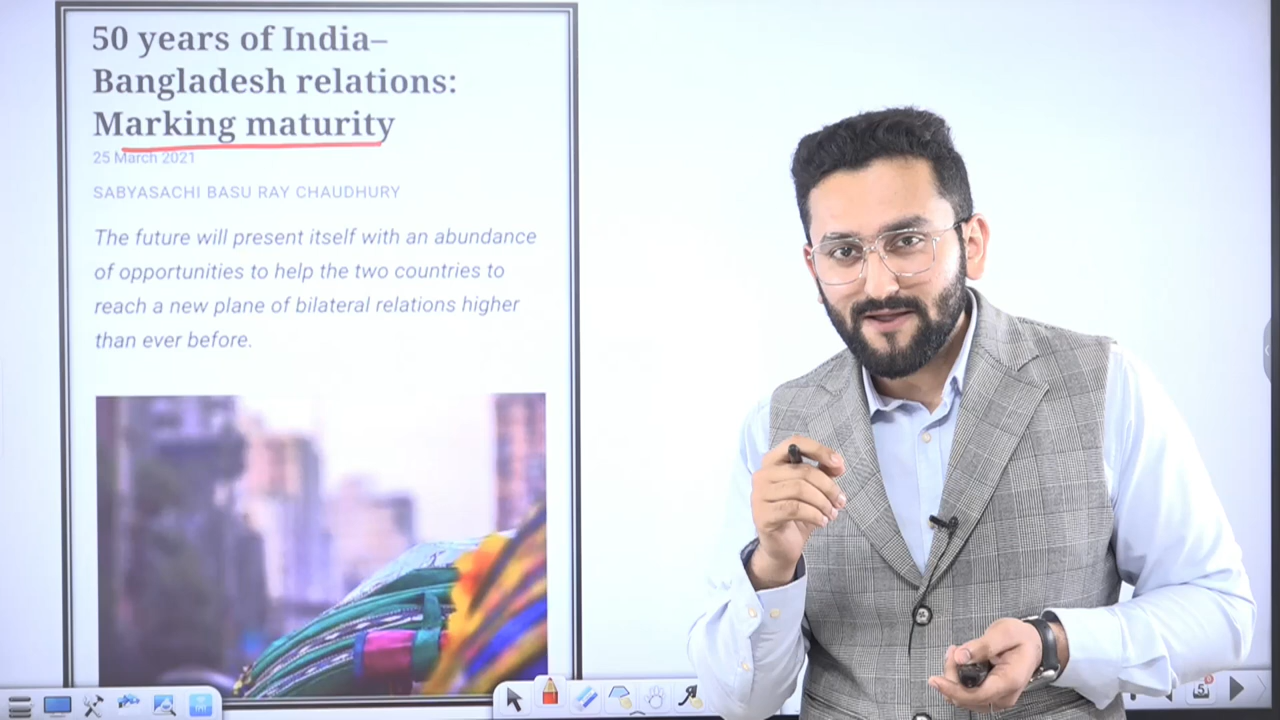 50 years of India–
Bangladesh relations:
Marking maturity
25 March 2021
SABYASACHI BASU RAY CHAUDHURY
The future will present itself with an abundance
of opportunities to help the two countries to
reach a new plane of bilateral relations higher
than ever before.
5